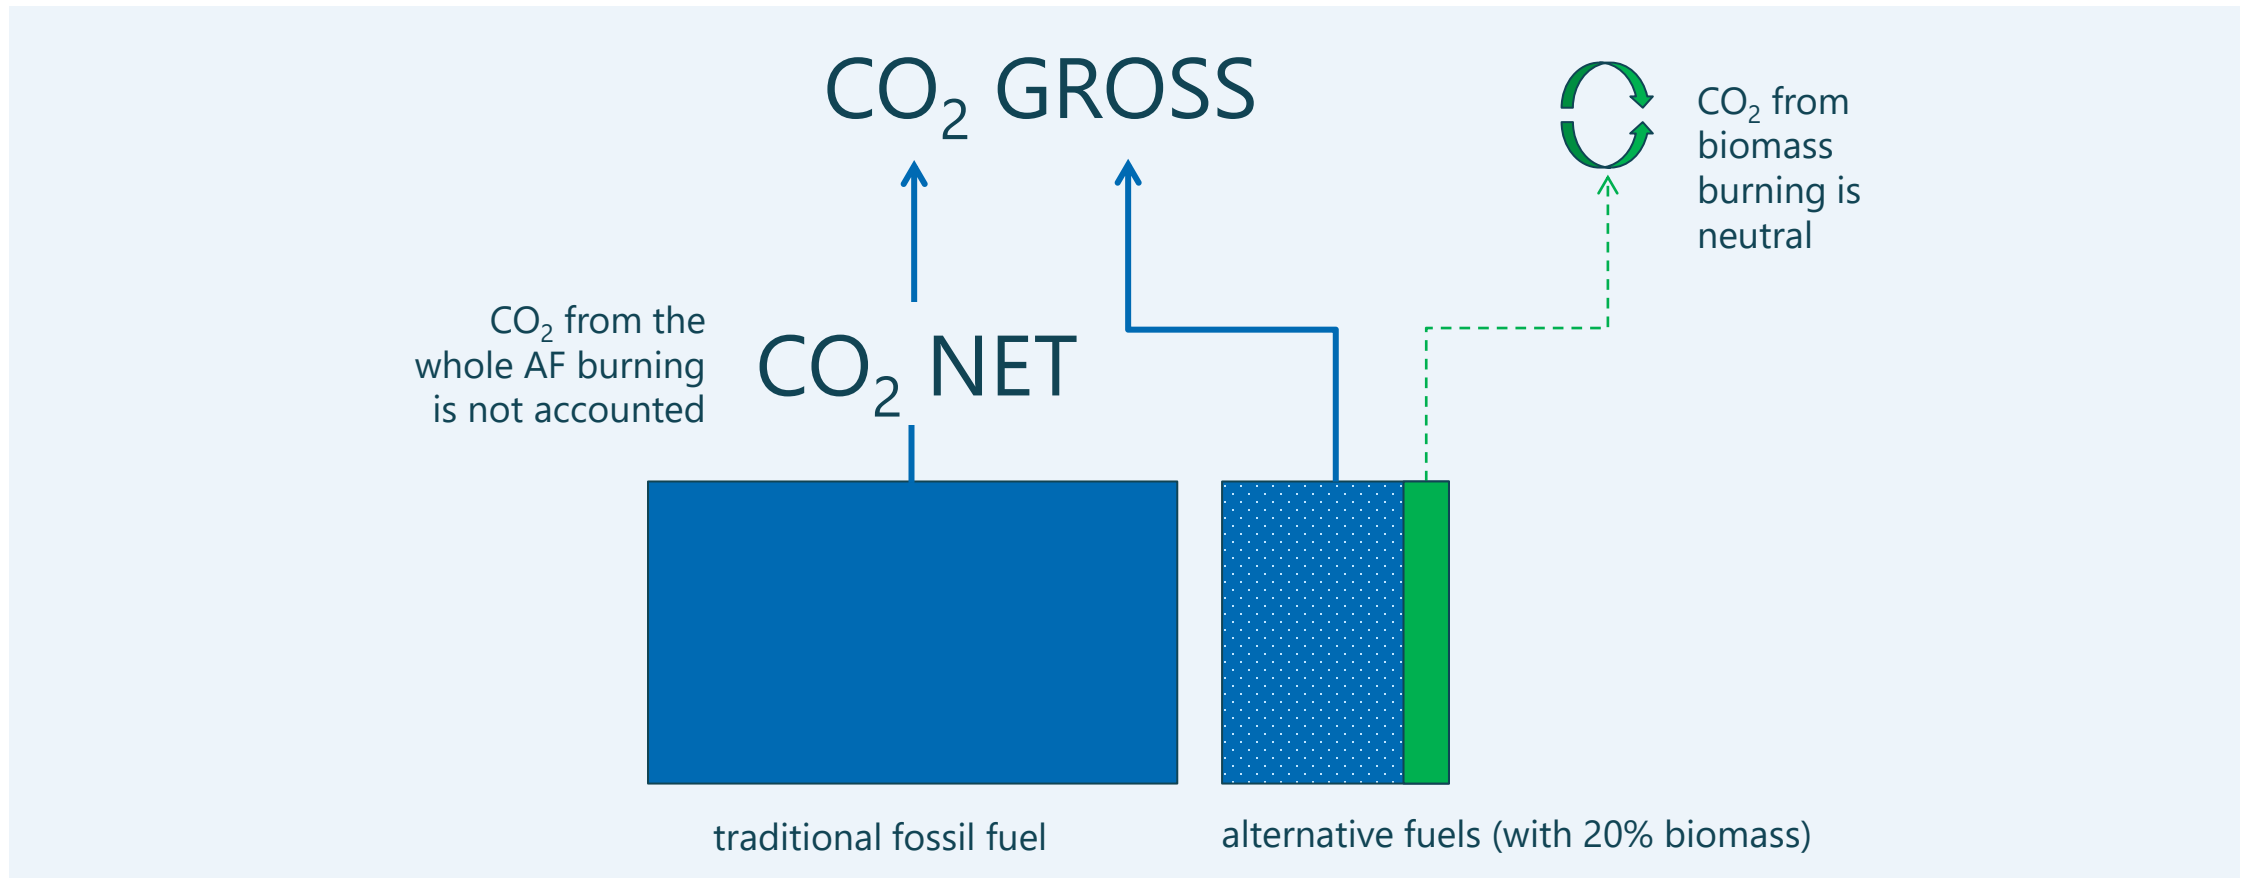 CO₂ GROSS
CO₂ from
biomass
burning is
neutral
CO₂ from the
whole AF burning
is not accounted
CO₂ NET
traditional fossil fuel
alternative fuels (with 20% biomass)